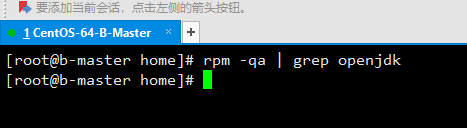 要添加当前会话，点击左侧的箭头按钮。
1 CentOS-64-B-Master × +
[root@b-master home]# rpm -qa | grep openjdk
[root@b-master home]#